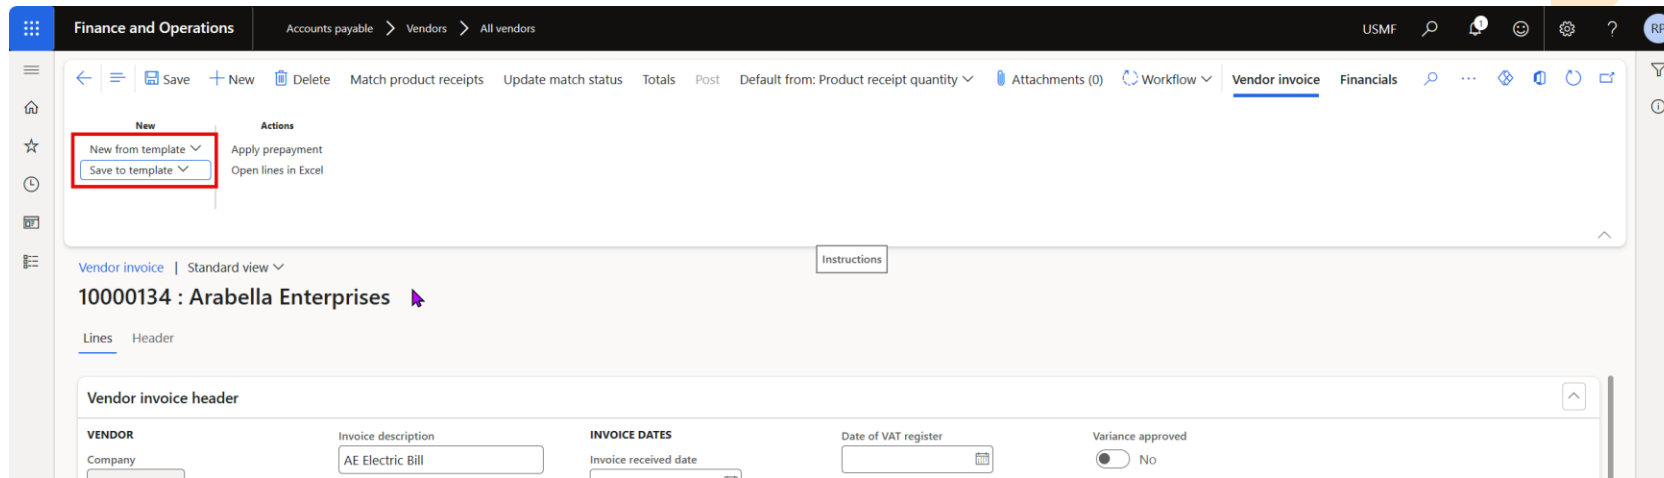 Finance and Operations
Accounts payable > Vendors > All vendors
USMF
1
?
RP
Save
New
Delete
Match product receipts
Update match status
Totals
Post
Default from: Product receipt quantity
Attachments (0)
Workflow
Vendor invoice
Financials
New
Actions
New from template
Apply prepayment
Save to template
Open lines in Excel
Instructions
Vendor invoice | Standard view
10000134 : Arabella Enterprises
Lines
Header
Vendor invoice header
VENDOR
Invoice description
INVOICE DATES
Date of VAT register
Variance approved
Company
AE Electric Bill
Invoice received date
No